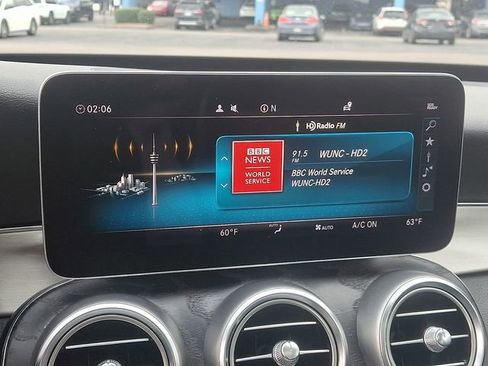 02:06
N
HD Radio FM
BBC
NEWS
WORLD
SERVICE
91.5
FM
WUNC - HD2
BBC World Service
WUNC-HD2
60°F
AUTO
AUTO
A/C ON
63°F